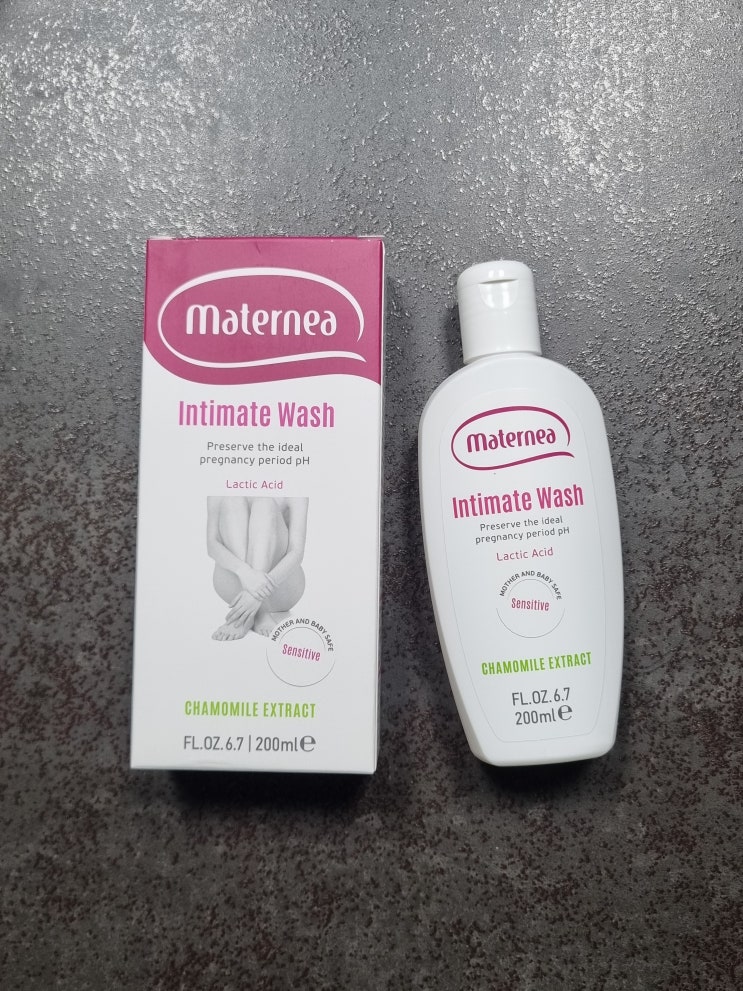 maternea
Intimate Wash
Preserve the ideal
pregnancy period pH
Lactic Acid
MOTHER AND BABY SAFE
Sensitive
CHAMOMILE EXTRACT
FL.OZ.6.7 | 200ml℮
maternea
Intimate Wash
Preserve the ideal
pregnancy period pH
Lactic Acid
MOTHER AND BABY SAFE
Sensitive
CHAMOMILE EXTRACT
FL.OZ.6.7
200ml℮